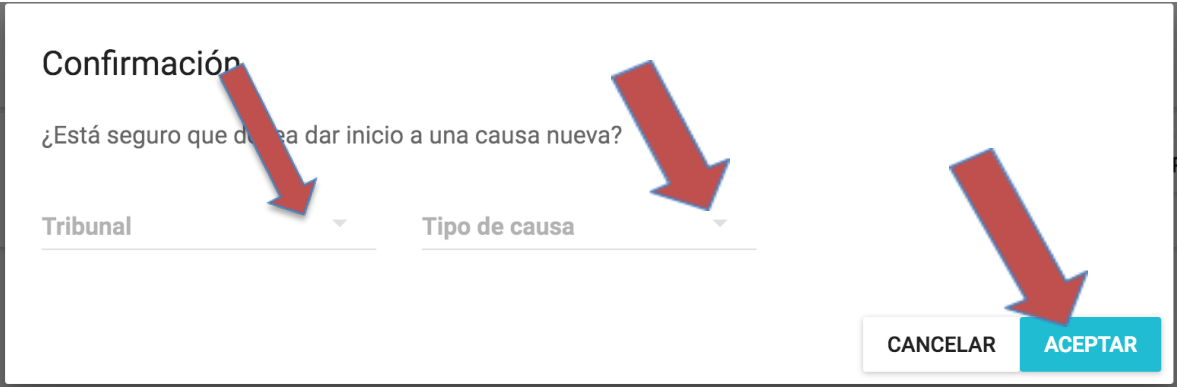 Confirmación
¿Está seguro que dar inicio a una causa nueva?
Tribunal
Tipo de causa
CANCELAR
ACEPTAR